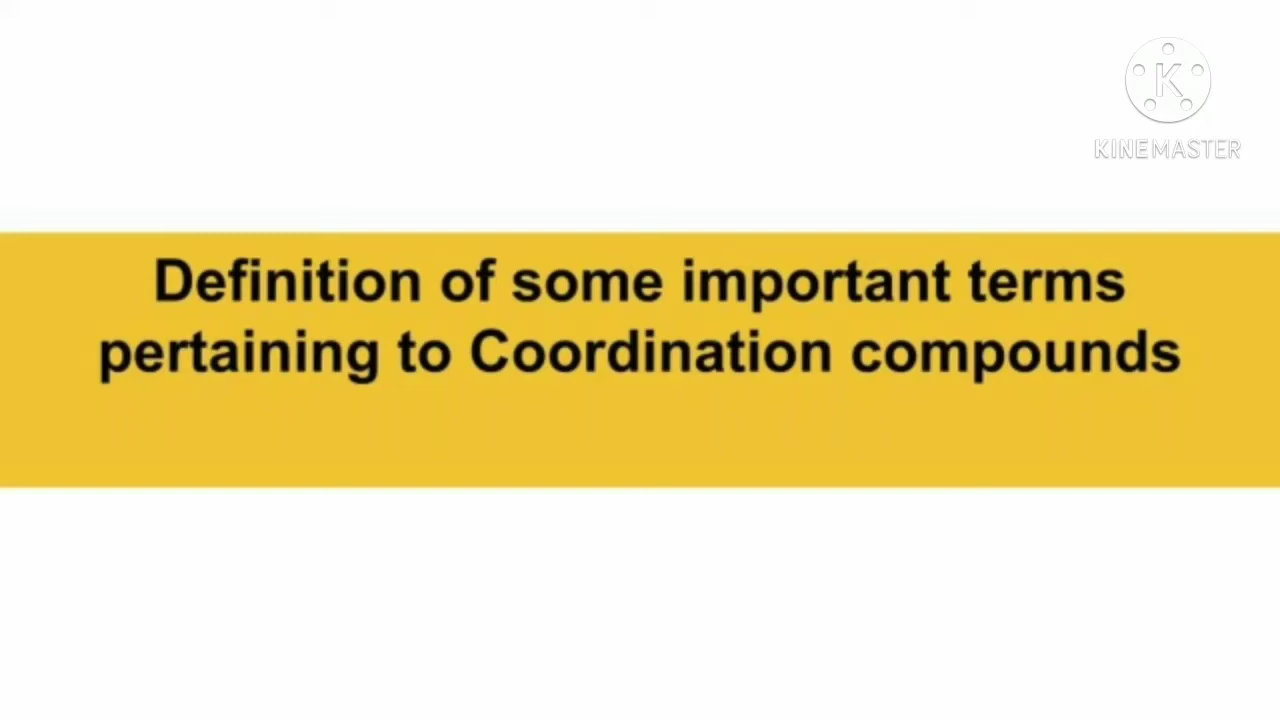 K
KINEMASTER
Definition of some important terms
pertaining to Coordination compounds